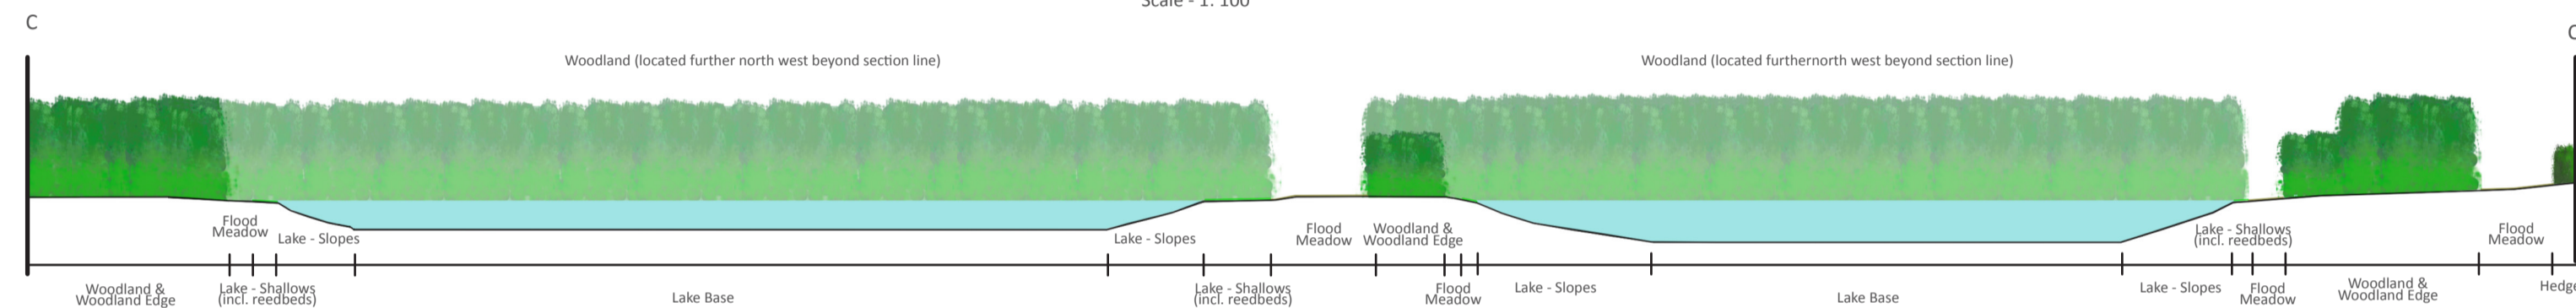 Scale - 1: 100
C
Woodland (located further north west beyond section line)
Woodland (located furthernorth west beyond section line)
Flood
Meadow
Lake - Slopes
Lake - Slopes
Flood
Meadow
Woodland &
Woodland Edge
Lake - Shallows
(incl. reedbeds)
Flood
Meadow
Woodland &
Woodland Edge
Lake - Shallows
(incl. reedbeds)
Lake Base
Lake - Shallows
(incl. reedbeds)
Flood
Meadow
Lake - Slopes
Lake Base
Lake - Slopes
Flood
Meadow
Woodland &
Woodland Edge